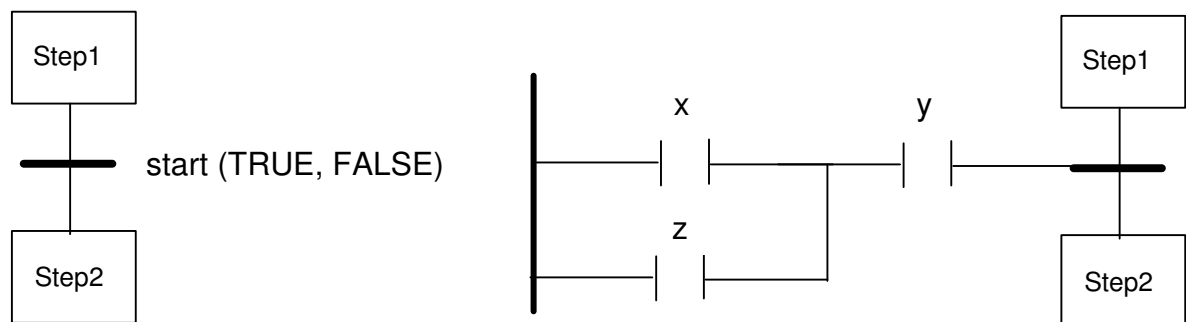 Step1
start (TRUE, FALSE)
Step2
x
y
z
Step1
Step2